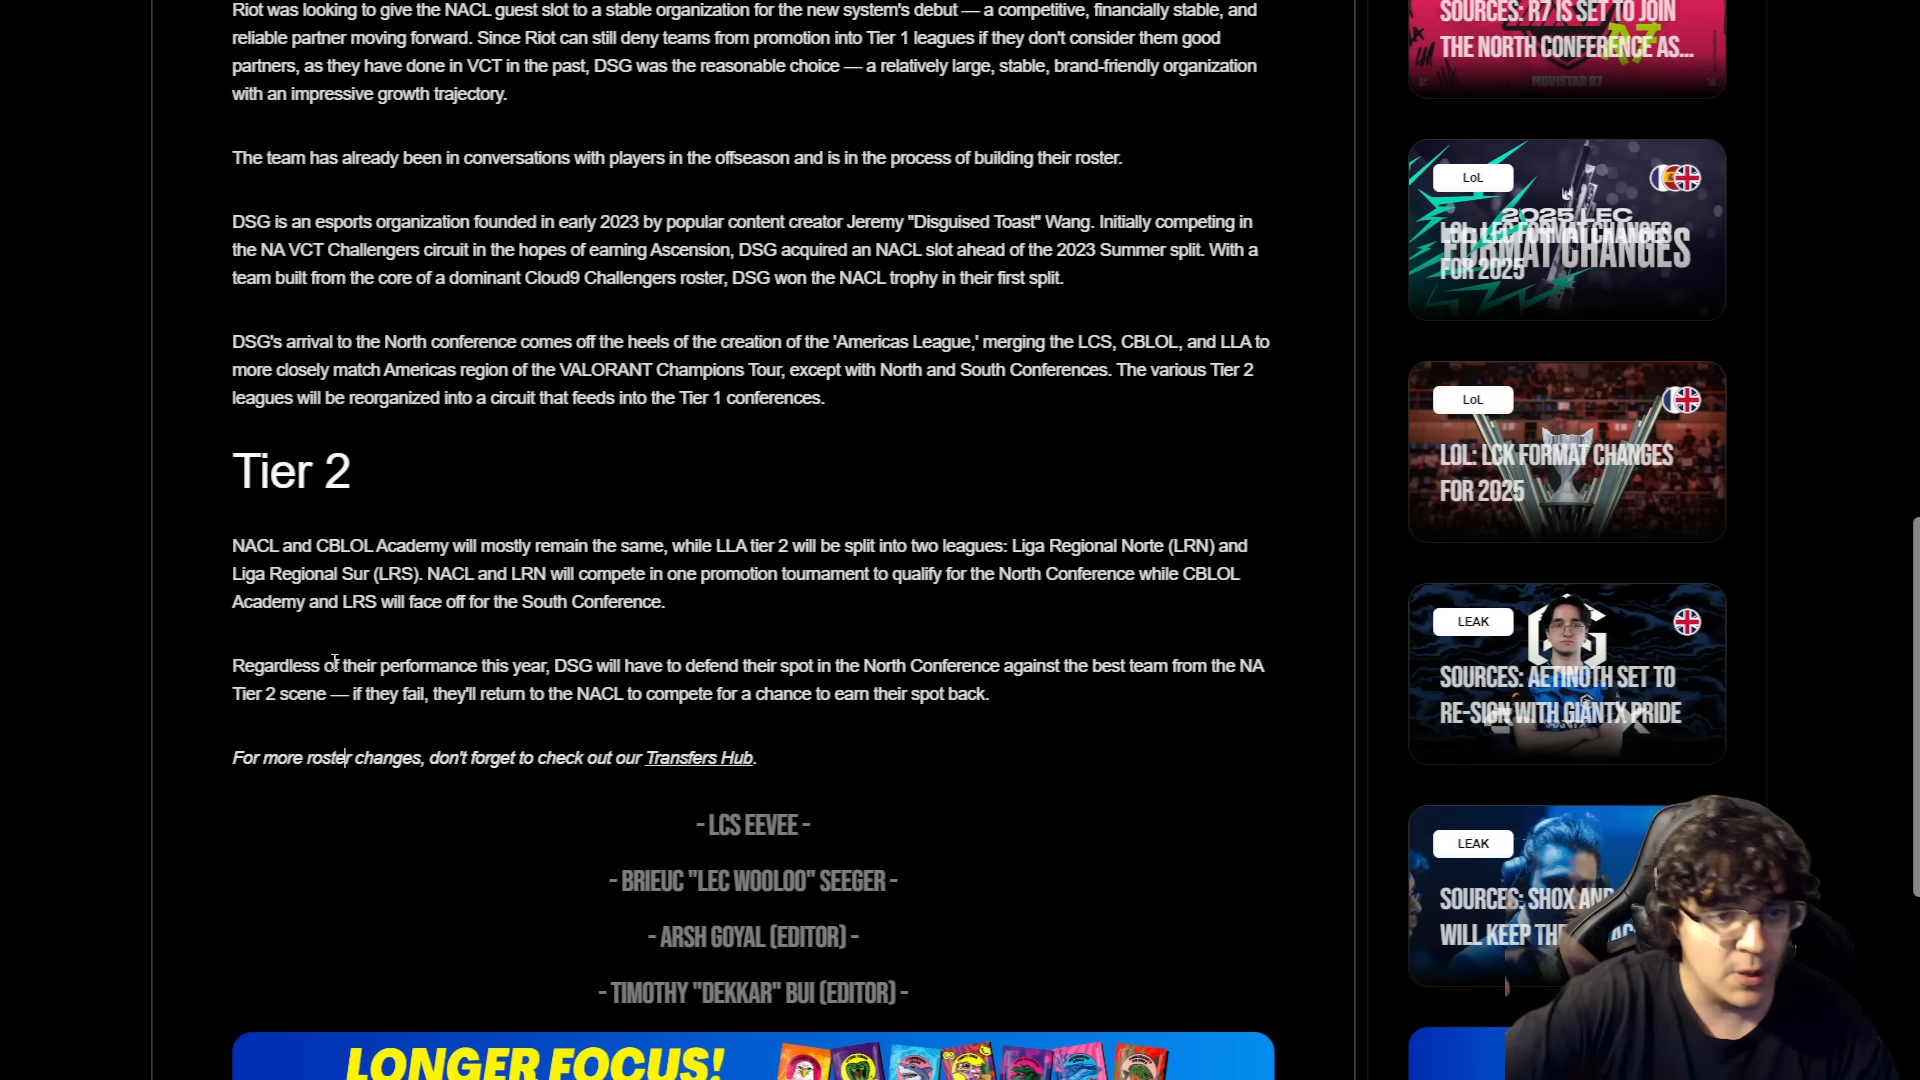 Riot was looking to give the NACL guest slot to a stable organization for the new system's debut — a competitive, financially stable, and
reliable partner moving forward. Since Riot can still deny teams from promotion into Tier 1 leagues if they don't consider them good
partners, as they have done in VCT in the past, DSG was the reasonable choice — a relatively large, stable, brand-friendly organization
with an impressive growth trajectory.
The team has already been in conversations with players in the offseason and is in the process of building their roster.
DSG is an esports organization founded in early 2023 by popular content creator Jeremy "Disguised Toast" Wang. Initially competing in
the NA VCT Challengers circuit in the hopes of earning Ascension, DSG acquired an NACL slot ahead of the 2023 Summer split. With a
team built from the core of a dominant Cloud9 Challengers roster, DSG won the NACL trophy in their first split.
DSG's arrival to the North conference comes off the heels of the creation of the 'Americas League,' merging the LCS, CBLOL, and LLA to
more closely match Americas region of the VALORANT Champions Tour, except with North and South Conferences. The various Tier 2
leagues will be reorganized into a circuit that feeds into the Tier 1 conferences.
Tier 2
NACL and CBLOL Academy will mostly remain the same, while LLA tier 2 will be split into two leagues: Liga Regional Norte (LRN) and
Liga Regional Sur (LRS). NACL and LRN will compete in one promotion tournament to qualify for the North Conference while CBLOL
Academy and LRS will face off for the South Conference.
Regardless of their performance this year, DSG will have to defend their spot in the North Conference against the best team from the NA
Tier 2 scene — if they fail, they'll return to the NACL to compete for a chance to earn their spot back.
For more roster changes, don't forget to check out our Transfers Hub.
- LCS EEVEE -
- BRIEUC "LEC WOOLOO" SEEGER -
- ARSH GOYAL (EDITOR) -
- TIMOTHY "DEKKAR" BUI (EDITOR) -
LONGER FOCUS!
SOURCES: R7 IS SET TO JOIN
THE NORTH CONFERENCE AS...
MOVISTAR R7
LoL
2025 LEC
FORMAT CHANGES
LOL: LEC FORMAT CHANGES
FOR 2025
LoL
LOL: LCK FORMAT CHANGES
FOR 2025
LEAK
SOURCES: AETINOTH SET TO
RE-SIGN WITH GIANTX PRIDE
LEAK
SOURCES: SHOX AND
WILL KEEP THE